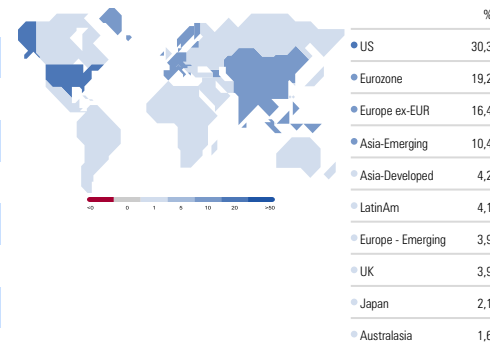 %
US 30,3
Eurozone 19,2
Europe ex-EUR 16,4
Asia-Emerging 10,4
Asia-Developed 4,2
LatinAm 4,1
Europe - Emerging 3,9
UK 3,9
Japan 2,1
Australasia 1,6
<0 0 1 5 10 20 >50